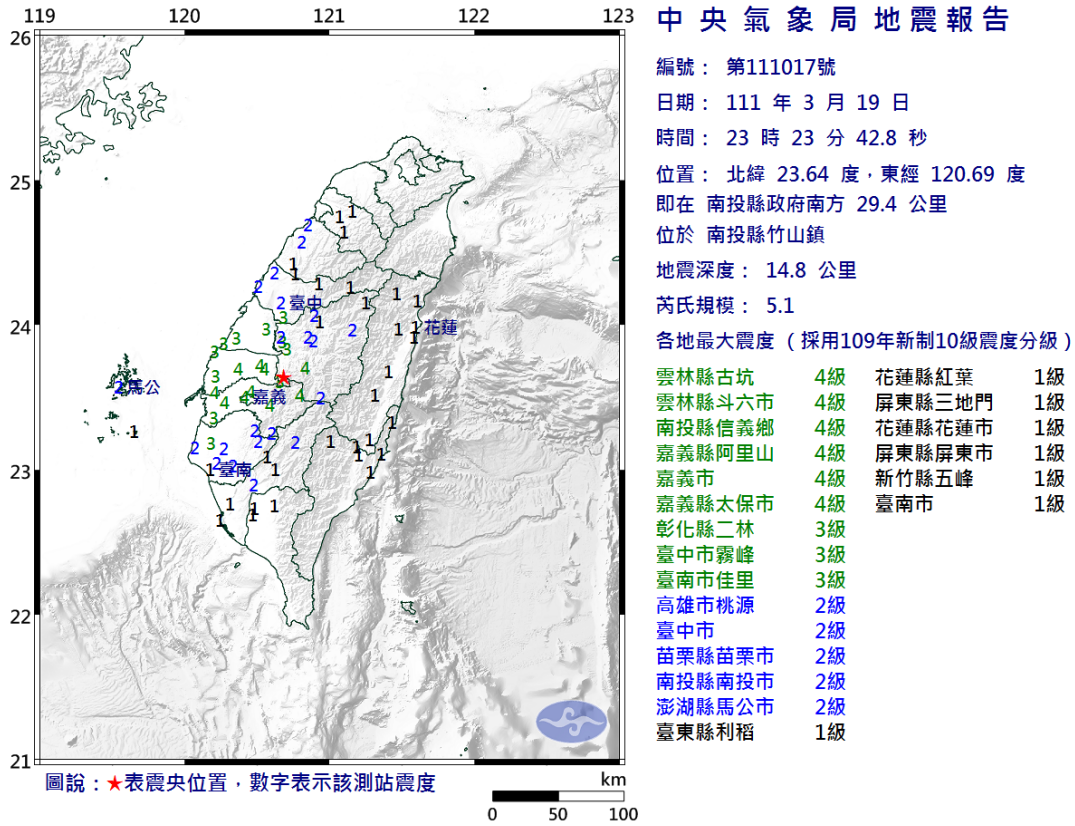 119 120 121 122 123
26
25
24
23
22
21
臺中
花蓮
馬公
嘉義
臺南
圖說：★表震央位置，數字表示該測站震度
km
0 50 100
中央氣象局地震報告
編號： 第111017號
日期： 111 年 3 月 19 日
時間： 23 時 23 分 42.8 秒
位置： 北緯 23.64 度，東經 120.69 度
即在 南投縣政府南方 29.4 公里
位於 南投縣竹山鎮
地震深度： 14.8 公里
芮氏規模： 5.1
各地最大震度（採用109年新制10級震度分級）
雲林縣古坑 4級 花蓮縣紅葉 1級
雲林縣斗六市 4級 屏東縣三地門 1級
南投縣信義鄉 4級 花蓮縣花蓮市 1級
嘉義縣阿里山 4級 屏東縣屏東市 1級
嘉義市 4級 新竹縣五峰 1級
嘉義縣太保市 4級 臺南市 1級
彰化縣二林 3級
臺中市霧峰 3級
臺南市佳里 3級
高雄市桃源 2級
臺中市 2級
苗栗縣苗栗市 2級
南投縣南投市 2級
澎湖縣馬公市 2級
臺東縣利稻 1級